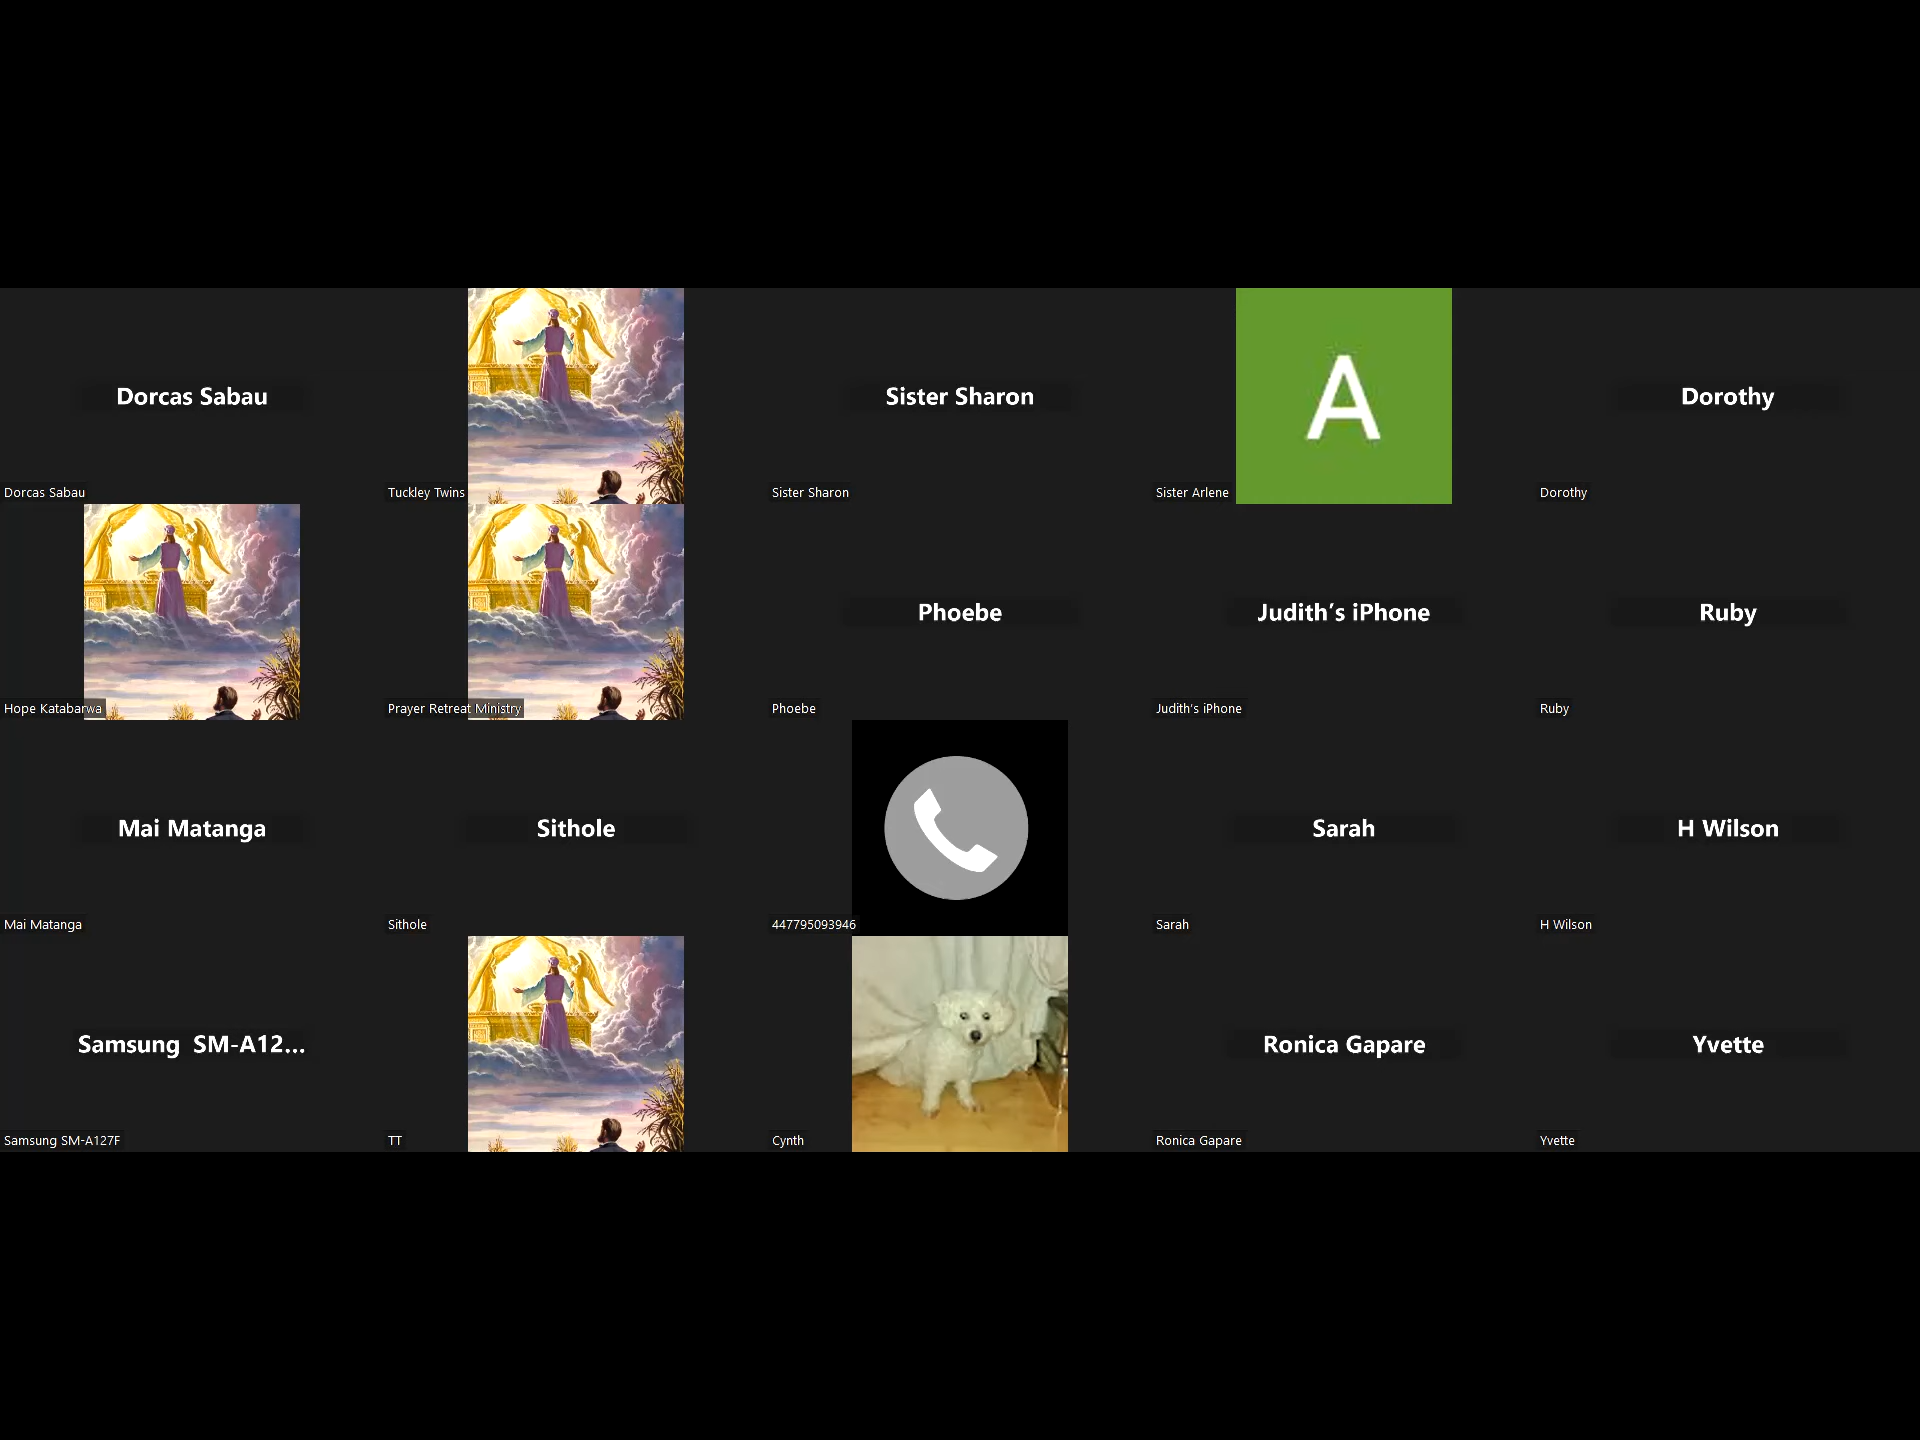 Dorcas Sabau
Dorcas Sabau
Tuckley Twins
Sister Sharon
Sister Sharon
A
Sister Arlene
Dorothy
Dorothy
Hope Katabarwa
Prayer Retreat Ministry
Phoebe
Phoebe
Judith's iPhone
Judith's iPhone
Ruby
Ruby
Mai Matanga
Mai Matanga
Sithole
Sithole
447795093946
Sarah
Sarah
H Wilson
H Wilson
Samsung SM-A12...
Samsung SM-A127F
TT
Cynth
Ronica Gapare
Ronica Gapare
Yvette
Yvette